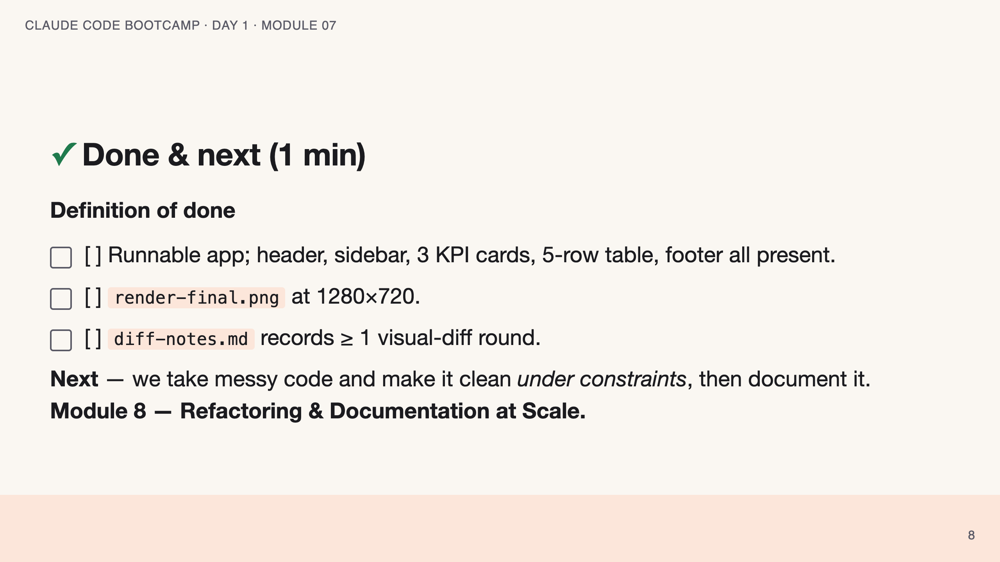 CLAUDE CODE BOOTCAMP · DAY 1 · MODULE 07
✓ Done & next (1 min)
Definition of done
[ ] Runnable app; header, sidebar, 3 KPI cards, 5-row table, footer all present.
[ ] render-final.png at 1280×720.
[ ] diff-notes.md records ≥ 1 visual-diff round.
Next — we take messy code and make it clean under constraints, then document it.
Module 8 — Refactoring & Documentation at Scale.
8